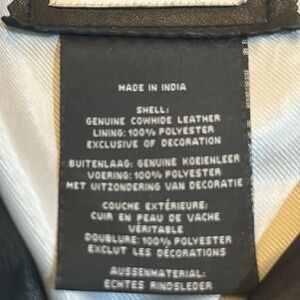 MADE IN INDIA
SHELL:
GENUINE COWHIDE LEATHER
LINING: 100% POLYESTER
EXCLUSIVE OF DECORATION
BUITENLAAG: GENUINE KOEIENLEER
VOERING: 100% POLYESTER
MET UITZONDERING VAN DECORATIE
COUCHE EXTÉRIEURE:
CUIR EN PEAU DE VACHE
VÉRITABLE
DOUBLURE: 100% POLYESTER
EXCLUT LES DÉCORATIONS
AUSSENMATERIAL:
ECHTES RINDSLEDER